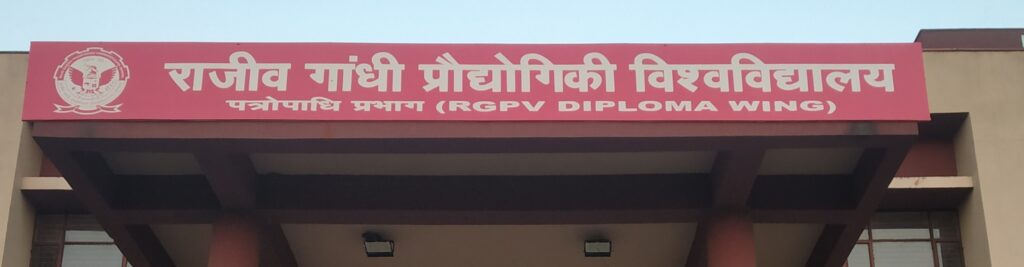 राजीव गांधी प्रौद्योगिकी विश्वविद्यालय
पत्रोपाधि प्रभाग (RGPV DIPLOMA WING)